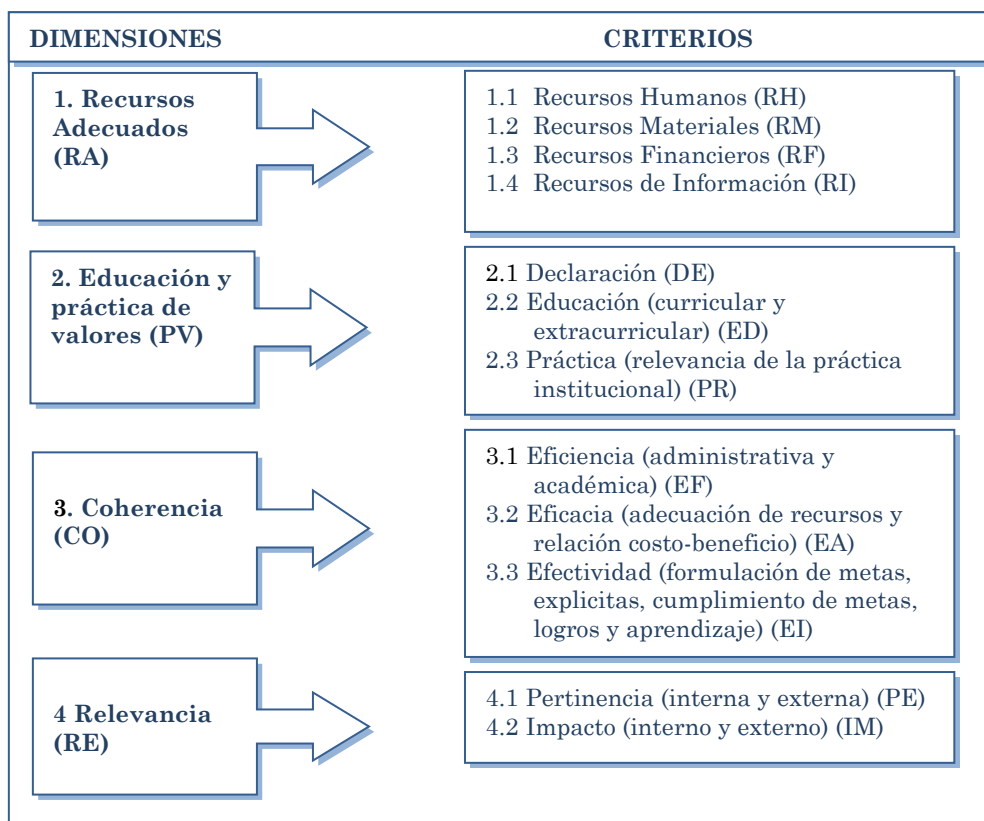 DIMENSIONES CRITERIOS
1. Recursos
Adecuados
(RA)
1.1 Recursos Humanos (RH)
1.2 Recursos Materiales (RM)
1.3 Recursos Financieros (RF)
1.4 Recursos de Información (RI)
2. Educación y
práctica de
valores (PV)
2.1 Declaración (DE)
2.2 Educación (curricular y
extracurricular) (ED)
2.3 Práctica (relevancia de la práctica
institucional) (PR)
3. Coherencia
(CO)
3.1 Eficiencia (administrativa y
académica) (EF)
3.2 Eficacia (adecuación de recursos y
relación costo-beneficio) (EA)
3.3 Efectividad (formulación de metas,
explicitas, cumplimiento de metas,
logros y aprendizaje) (EI)
4 Relevancia
(RE)
4.1 Pertinencia (interna y externa) (PE)
4.2 Impacto (interno y externo) (IM)